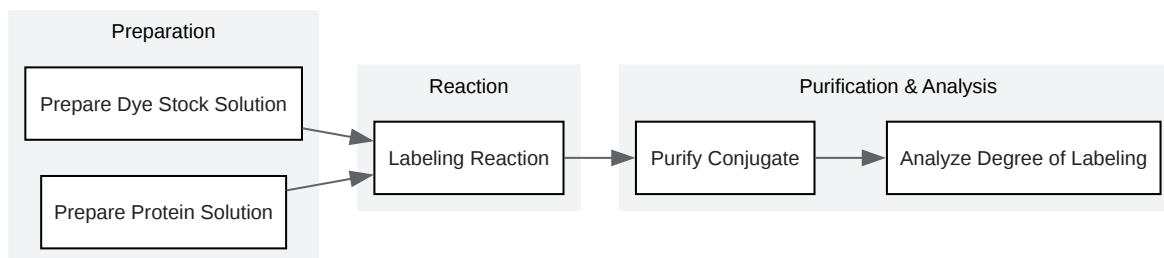 Preparation
Prepare Dye Stock Solution
Prepare Protein Solution
Reaction
Labeling Reaction
Purification & Analysis
Purify Conjugate
Analyze Degree of Labeling